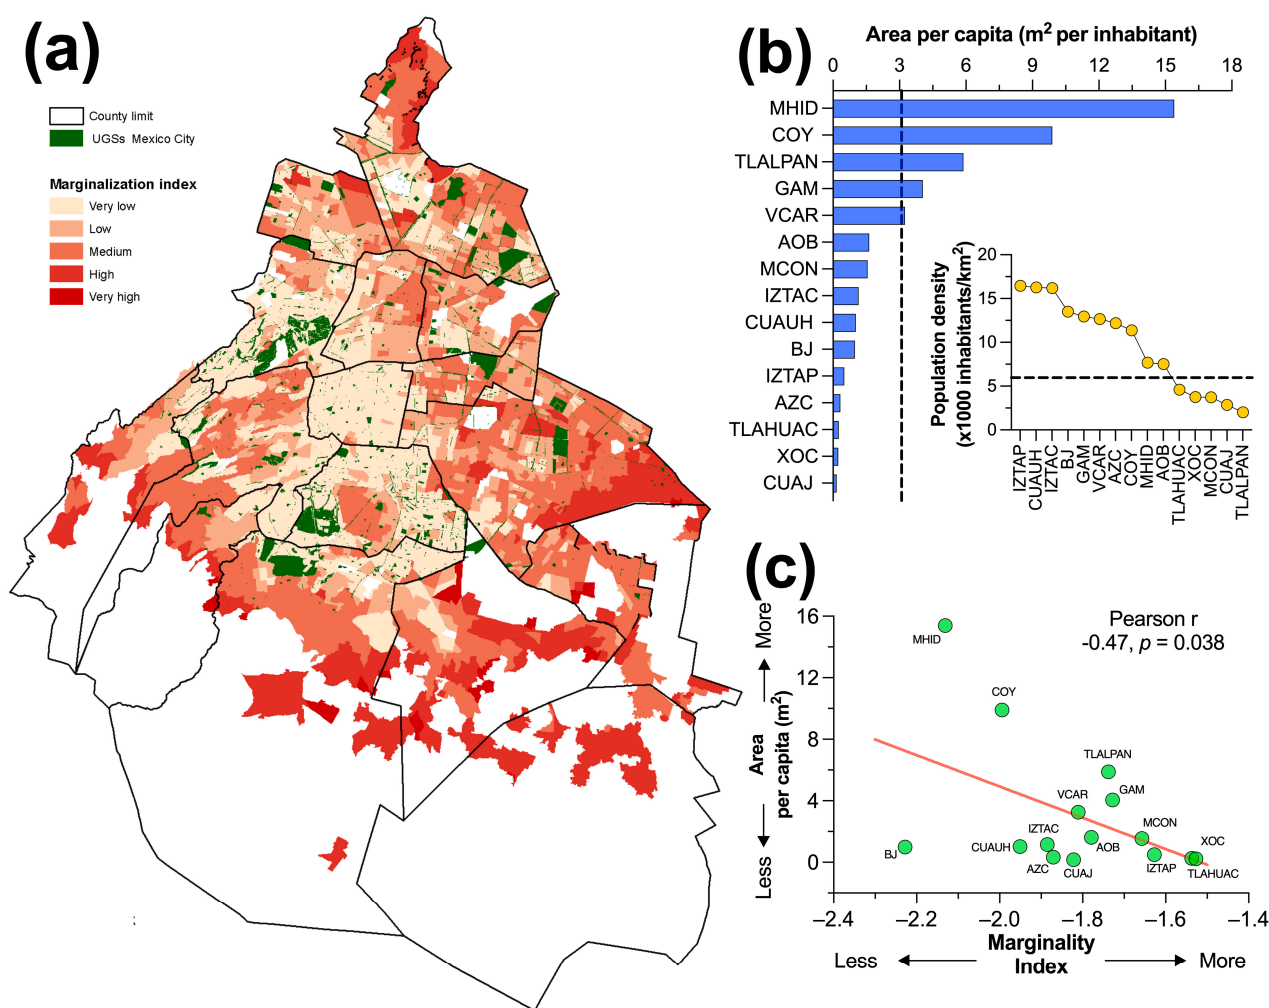 (a)
County limit
UGSs Mexico City
Marginalization index
Very low
Low
Medium
High
Very high
(b)
Area per capita (m2 per inhabitant)
0 3 6 9 12 15 18
MHID
COY
TLALPAN
GAM
VCAR
AOB
MCON
IZTAC
CUAUH
BJ
IZTAP
AZC
TLAHUAC
XOC
CUAJ
Population density
(x1000 inhabitants/km2)
20
15
10
5
0
IZTAP
CUAUH
IZTAC
BJ
GAM
VCAR
AZC
COY
MHID
AOB
TLAHUAC
XOC
MCON
CUAJ
TLALPAN
(c)
Pearson r
-0.47, p = 0.038
More
Area
per capita (m2)
Less
16
12
8
4
0
MHID
COY
TLALPAN
GAM
VCAR
MCON
IZTAC
XOC
BJ
CUAUH
AOB
AZC
CUAJ
IZTAP
TLAHUAC
–2.4 –2.2 –2.0 –1.8 –1.6 –1.4
Marginality
Index
Less
More